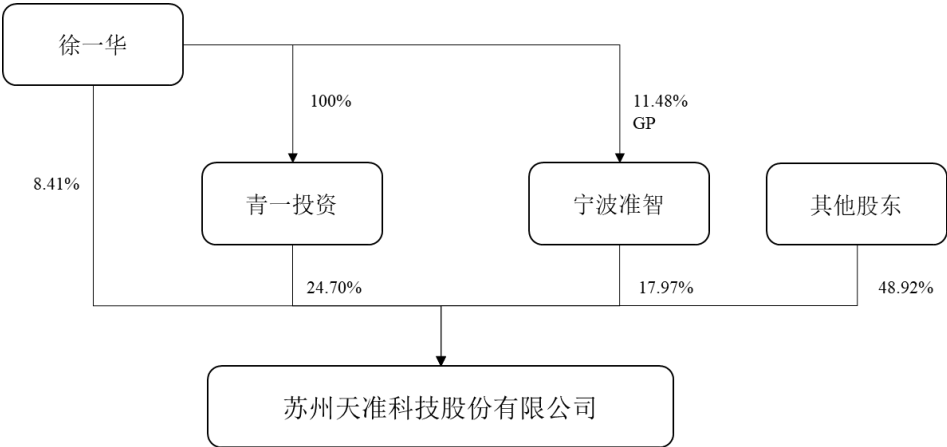 徐一华
100%
11.48%
GP
8.41%
青一投资
宁波准智
其他股东
24.70%
17.97%
48.92%
苏州天准科技股份有限公司